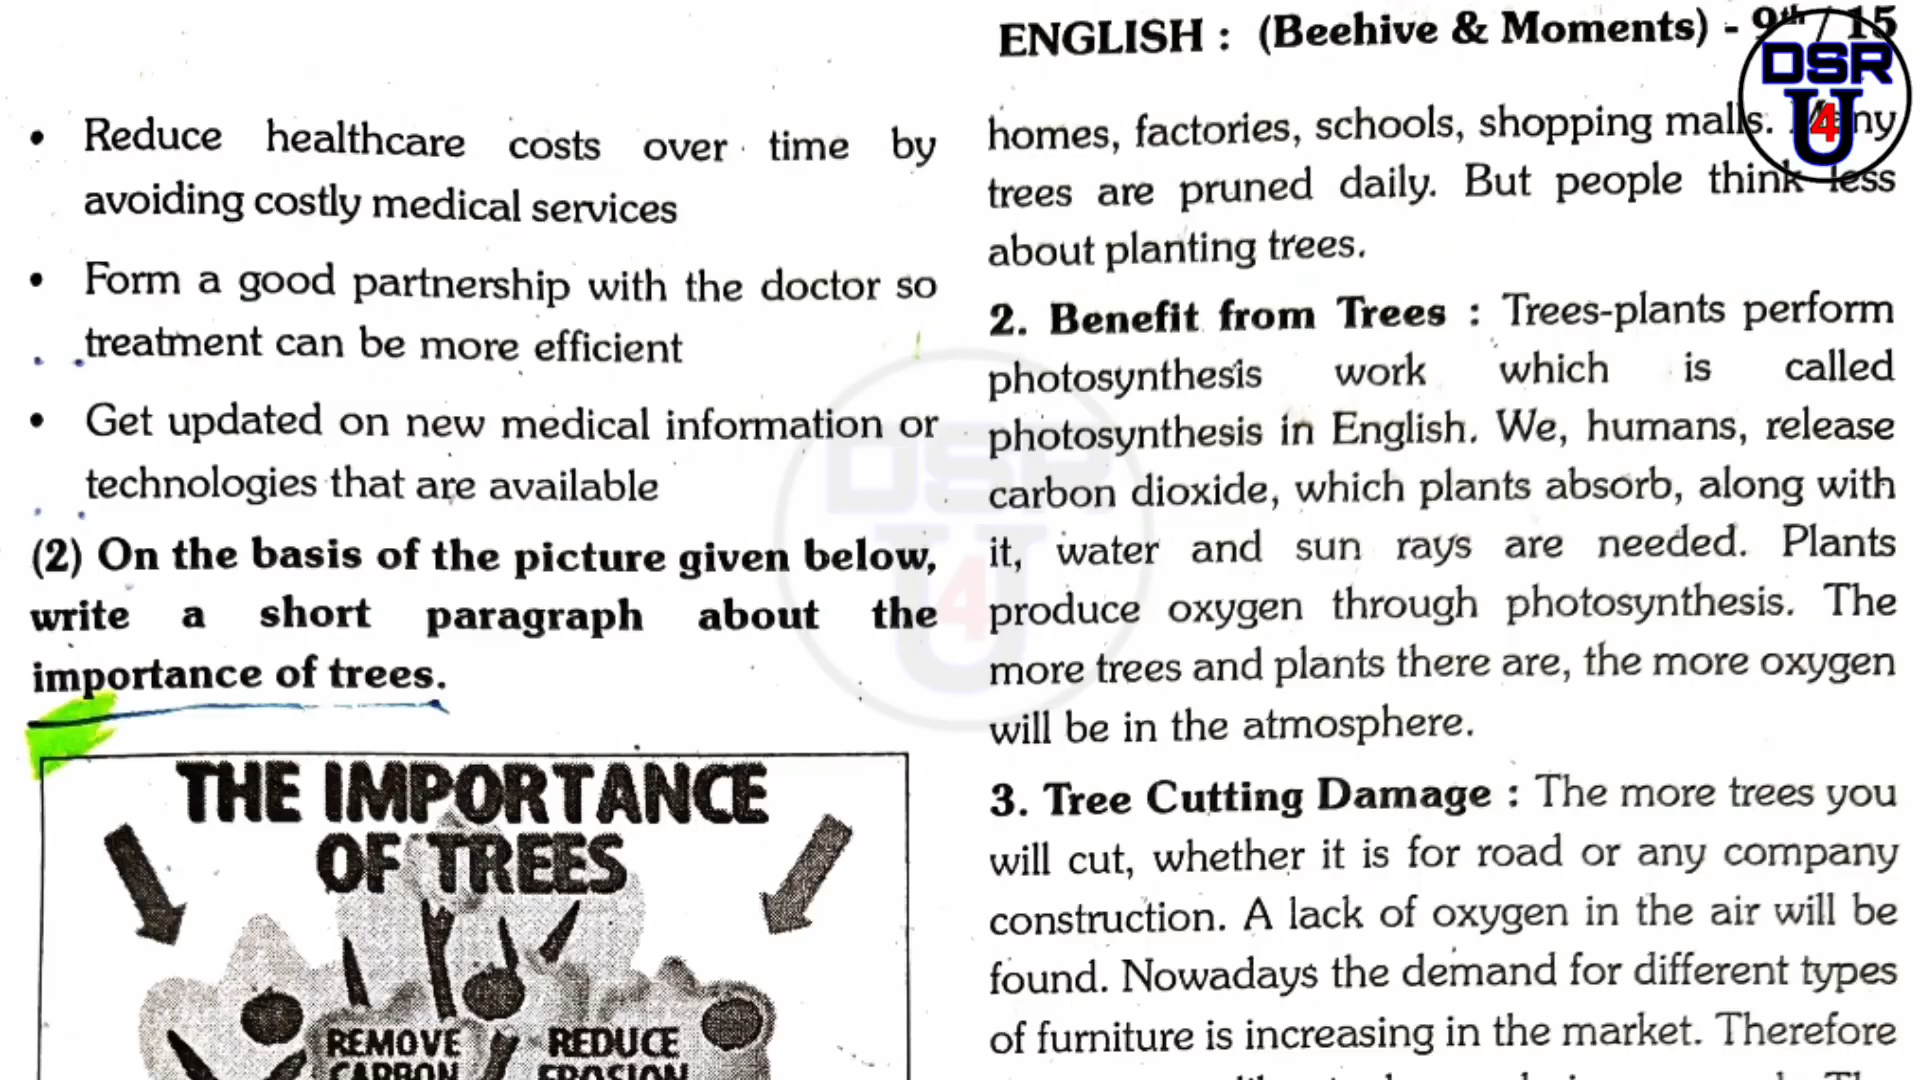 ENGLISH : (Beehive & Moments) - 9th / 15
DSR
U
4
• Reduce healthcare costs over time by
avoiding costly medical services
• Form a good partnership with the doctor so
treatment can be more efficient
• Get updated on new medical information or
technologies that are available
(2) On the basis of the picture given below,
write a short paragraph about the
importance of trees.
THE IMPORTANCE
OF TREES
REMOVE
CARBON
REDUCE
EROSION
homes, factories, schools, shopping malls. Many
trees are pruned daily. But people think less
about planting trees.
2. Benefit from Trees : Trees-plants perform
photosynthesis work which is called
photosynthesis in English. We, humans, release
carbon dioxide, which plants absorb, along with
it, water and sun rays are needed. Plants
produce oxygen through photosynthesis. The
more trees and plants there are, the more oxygen
will be in the atmosphere.
3. Tree Cutting Damage : The more trees you
will cut, whether it is for road or any company
construction. A lack of oxygen in the air will be
found. Nowadays the demand for different types
of furniture is increasing in the market. Therefore
DSR
U
4